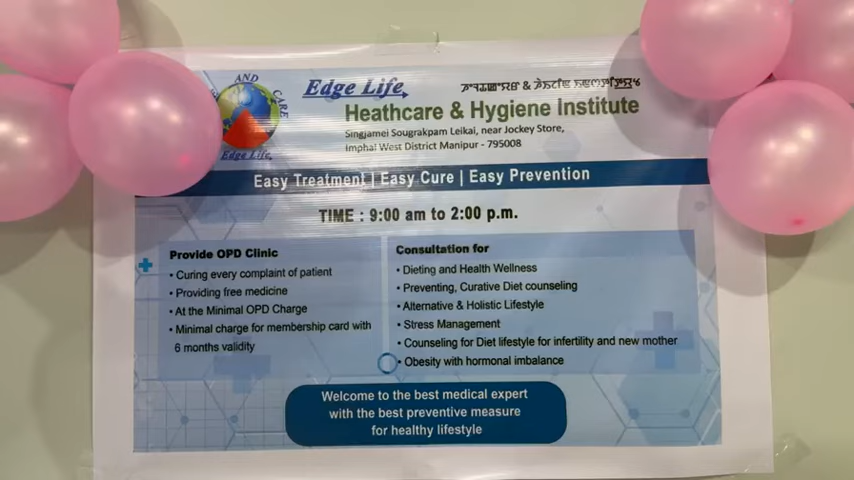 AND CARE
Edge Life
Edge Life
&
Heathcare & Hygiene Institute
Singjamei Sougrakpam Leikai, near Jockey Store,
Imphal West District Manipur - 795008
Easy Treatment | Easy Cure | Easy Prevention
TIME : 9:00 am to 2:00 p.m.
Provide OPD Clinic
• Curing every complaint of patient
• Providing free medicine
• At the Minimal OPD Charge
• Minimal charge for membership card with
6 months validity
Consultation for
• Dieting and Health Wellness
• Preventing, Curative Diet counseling
• Alternative & Holistic Lifestyle
• Stress Management
• Counseling for Diet lifestyle for infertility and new mother
• Obesity with hormonal imbalance
Welcome to the best medical expert
with the best preventive measure
for healthy lifestyle